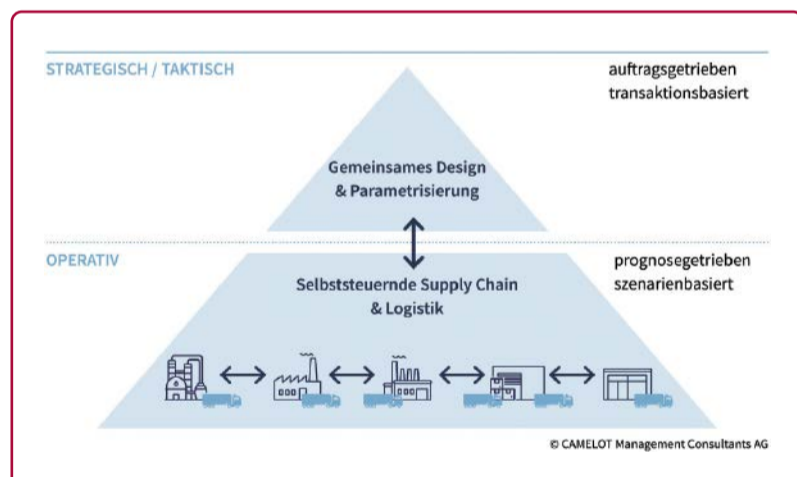 STRATEGISCH / TAKTISCH
auftragsgetrieben
transaktionsbasiert
Gemeinsames Design
& Parametrisierung
OPERATIV
prognosegetrieben
szenarienbasiert
Selbststeuernde Supply Chain
& Logistik
© CAMELOT Management Consultants AG